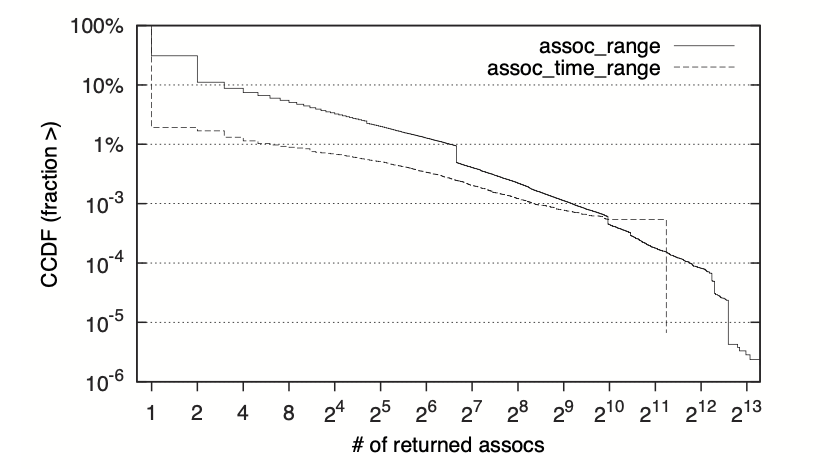 100%
10%
1%
10-3
10-4
10-5
10-6
CCDF (fraction >)
assoc_range
assoc_time_range
1 2 4 8 2^4 2^5 2^6 2^7 2^8 2^9 2^10 2^11 2^12 2^13
# of returned assocs